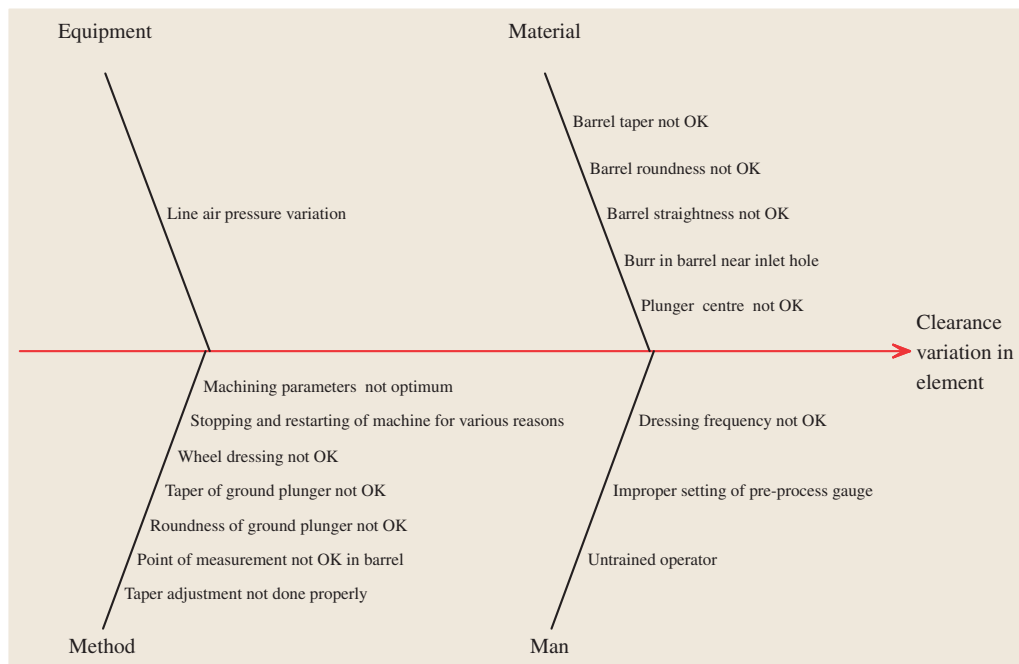 Equipment
Material
Barrel taper not OK
Barrel roundness not OK
Line air pressure variation
Barrel straightness not OK
Burr in barrel near inlet hole
Plunger centre not OK
Clearance
variation in
element
Machining parameters not optimum
Stopping and restarting of machine for various reasons
Wheel dressing not OK
Taper of ground plunger not OK
Roundness of ground plunger not OK
Point of measurement not OK in barrel
Taper adjustment not done properly
Dressing frequency not OK
Improper setting of pre-process gauge
Untrained operator
Method
Man